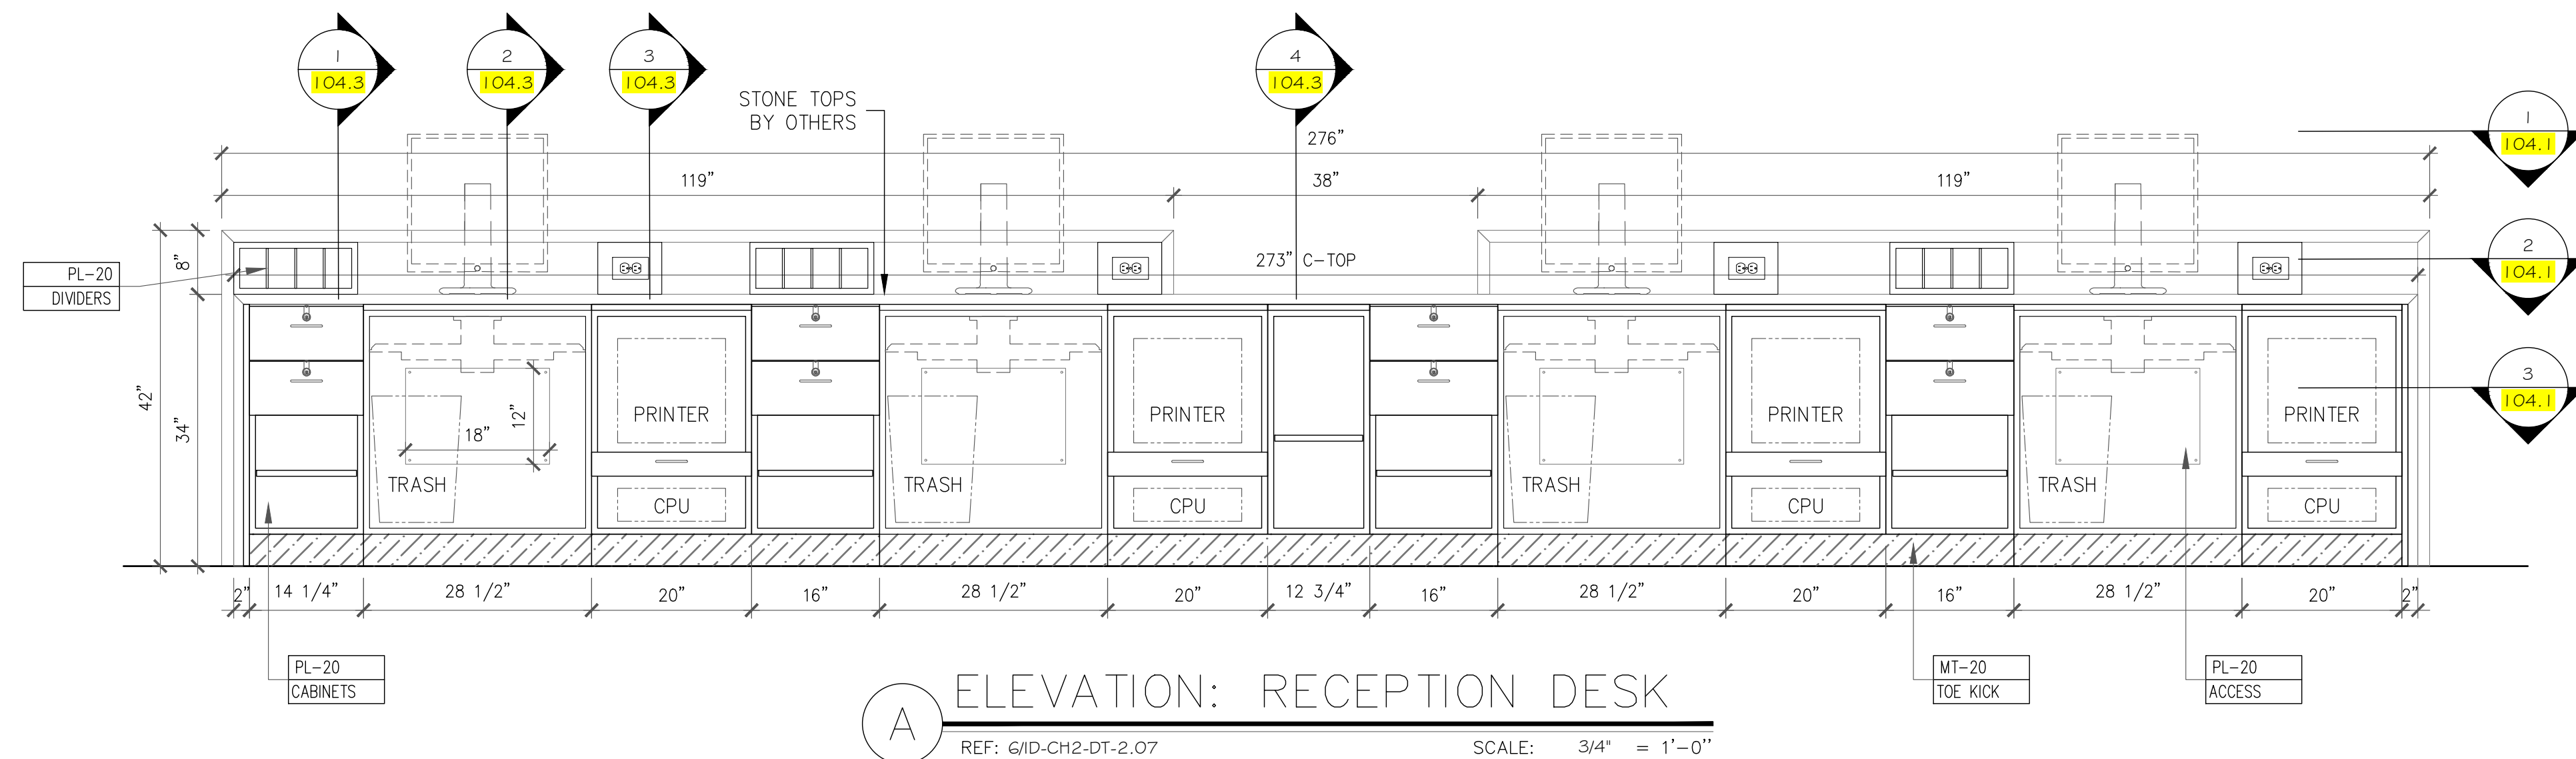 1
104.3
2
104.3
3
104.3
4
104.3
STONE TOPS
BY OTHERS
276"
119"
38"
119"
1
104.1
2
104.1
3
104.1
8"
42"
34"
273" C-TOP
PL-20
DIVIDERS
18"
12"
TRASH
PRINTER
CPU
TRASH
PRINTER
CPU
TRASH
PRINTER
CPU
TRASH
PRINTER
CPU
2"
14 1/4"
28 1/2"
20"
16"
28 1/2"
20"
12 3/4"
16"
28 1/2"
20"
16"
28 1/2"
20"
2"
PL-20
CABINETS
MT-20
TOE KICK
PL-20
ACCESS
A
ELEVATION: RECEPTION DESK
REF: 6/ID-CH2-DT-2.07
SCALE: 3/4" = 1'-0"